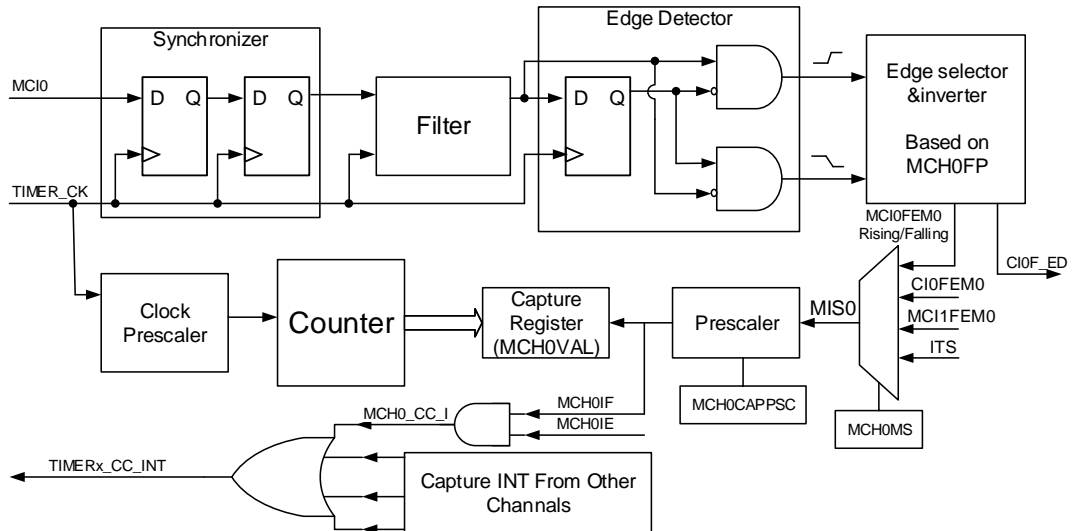 Edge Detector
Synchronizer
MCI0
D Q
D Q
Filter
D Q
Edge selector
&inverter
Based on
MCH0FP
TIMER_CK
MCI0FEM0
Rising/Falling
CI0F_ED
CI0FEM0
MCI1FEM0
ITS
Clock
Prescaler
Counter
Capture
Register
(MCH0VAL)
Prescaler
MIS0
MCH0CAPPSC
MCH0MS
MCH0_CC_I
MCH0IF
MCH0IE
TIMERx_CC_INT
Capture INT From Other
Channels